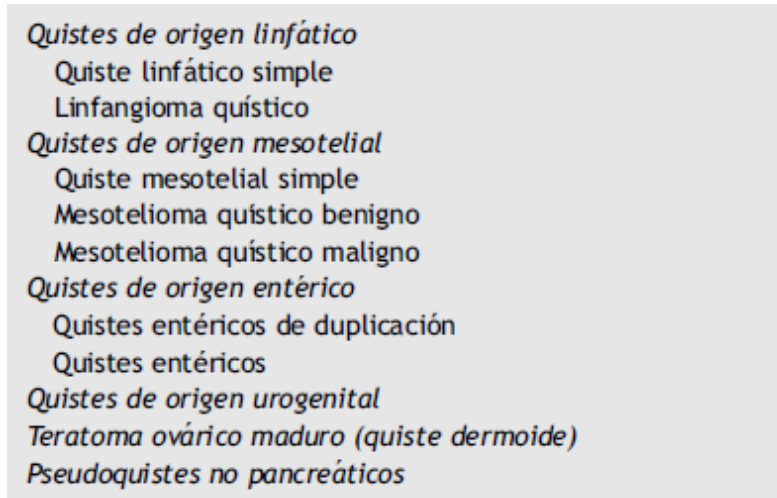 Quistes de origen linfático
Quiste linfático simple
Linfangioma quístico
Quistes de origen mesotelial
Quiste mesotelial simple
Mesotelioma quístico benigno
Mesotelioma quístico maligno
Quistes de origen entérico
Quistes entéricos de duplicación
Quistes entéricos
Quistes de origen urogenital
Teratoma ovárico maduro (quiste dermoide)
Pseudoquistes no pancreáticos